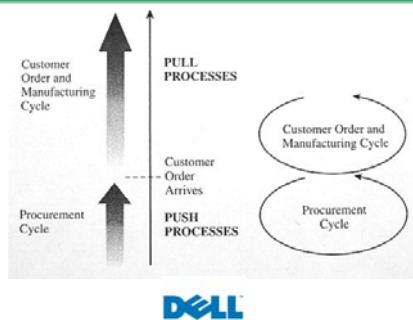 Customer
Order and
Manufacturing
Cycle
PULL
PROCESSES
Customer
Order
Arrives
Procurement
Cycle
PUSH
PROCESSES
Customer Order and
Manufacturing Cycle
Procurement
Cycle
DELL